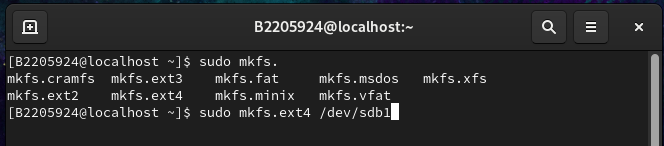 B2205924@localhost:~
[B2205924@localhost ~]$ sudo mkfs.
mkfs.cramfs mkfs.ext3 mkfs.fat mkfs.msdos mkfs.xfs
mkfs.ext2 mkfs.ext4 mkfs.minix mkfs.vfat
[B2205924@localhost ~]$ sudo mkfs.ext4 /dev/sdb1